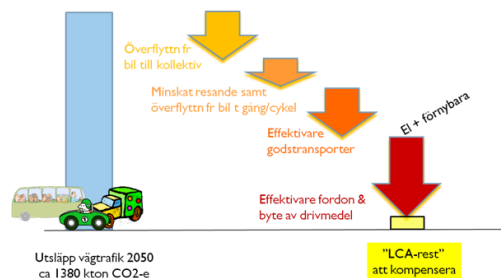 Överflyttn fr
bil till kollektiv
Minskat resande samt
överflyttn fr bil t gång/cykel
Effektivare
godstransporter
El + förnybara
Effektivare fordon &
byte av drivmedel
Utsläpp vägtrafik 2050
ca 1380 kton CO2-e
"LCA-rest"
att kompensera